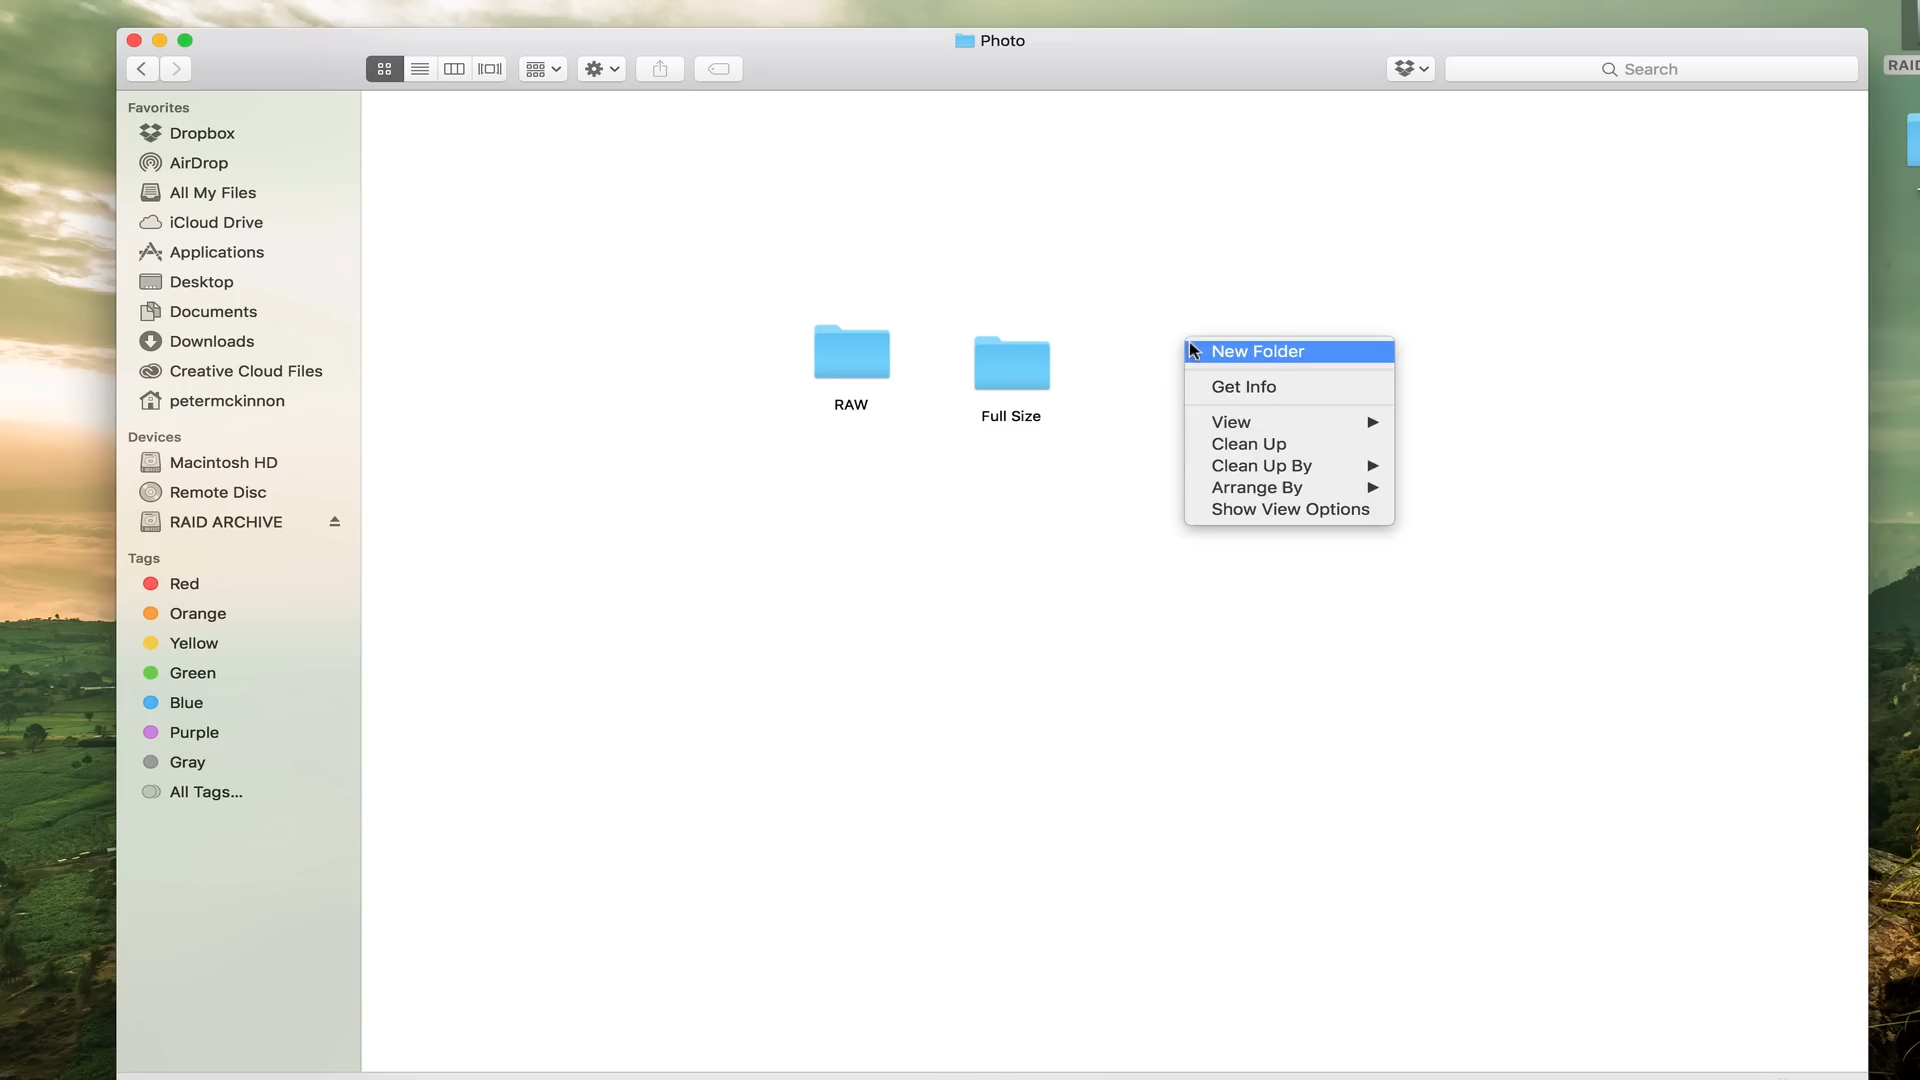 Photo
Search
RAID
Favorites
Dropbox
AirDrop
All My Files
iCloud Drive
Applications
Desktop
Documents
Downloads
Creative Cloud Files
petermckinnon
Devices
Macintosh HD
Remote Disc
RAID ARCHIVE
Tags
Red
Orange
Yellow
Green
Blue
Purple
Gray
All Tags...
RAW
Full Size
New Folder
Get Info
View
Clean Up
Clean Up By
Arrange By
Show View Options